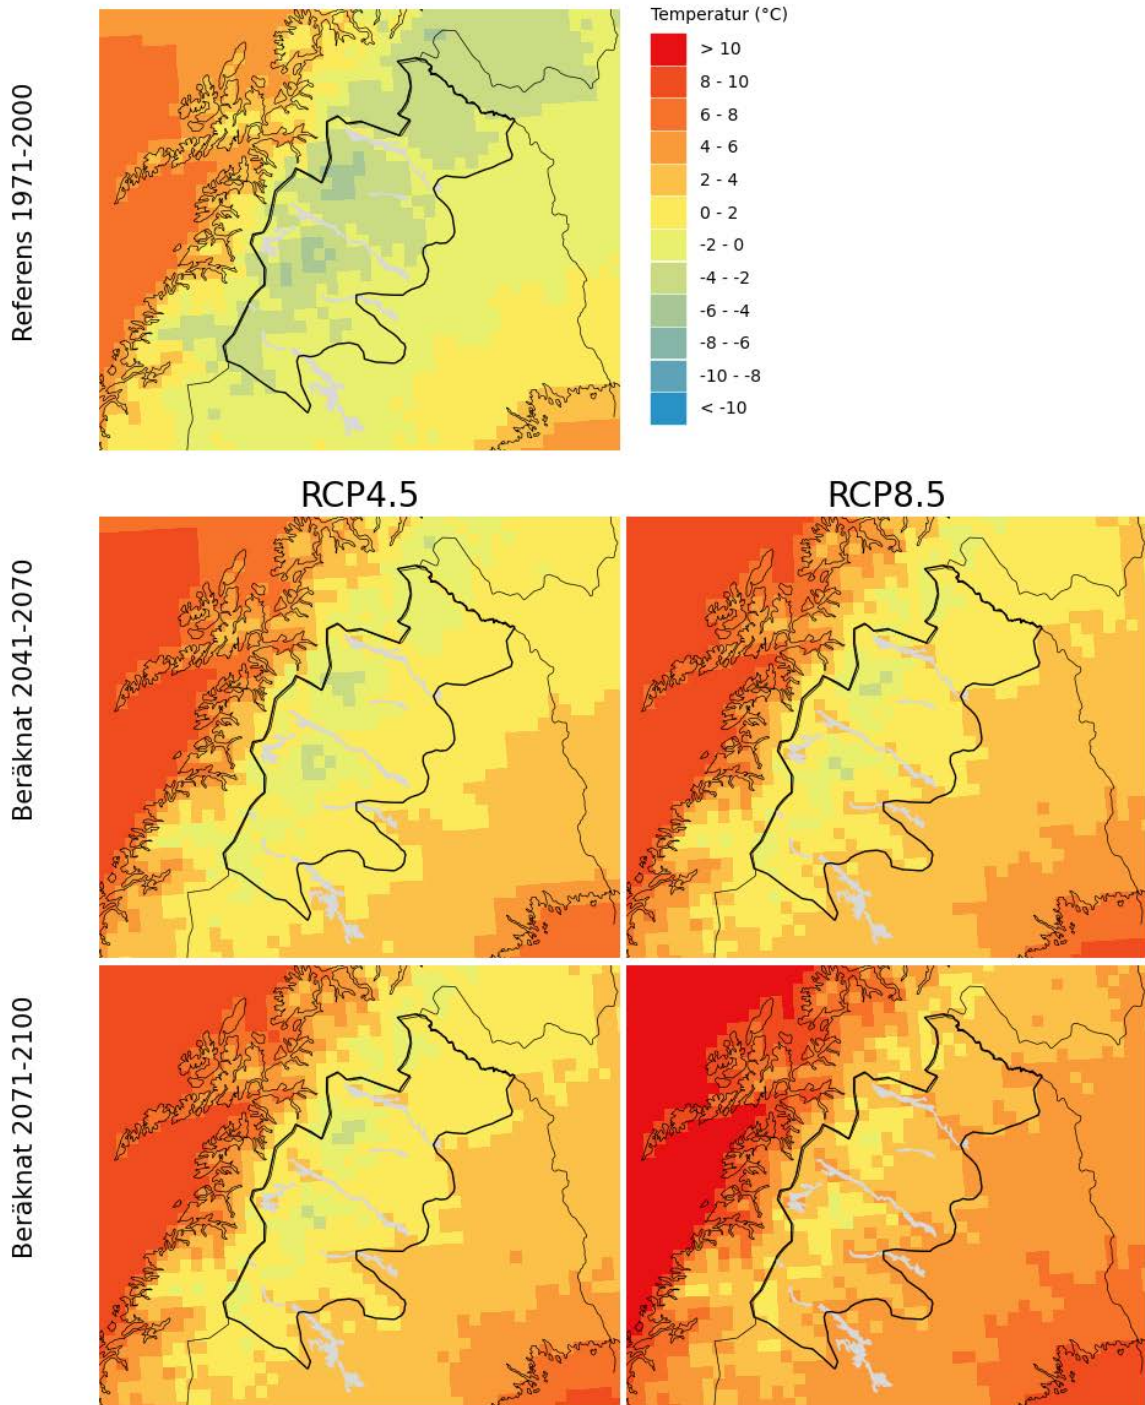 Temperatur (°C)
> 10
8 - 10
6 - 8
4 - 6
2 - 4
0 - 2
-2 - 0
-4 - -2
-6 - -4
-8 - -6
-10 - -8
< -10
Referens 1971-2000
RCP4.5
RCP8.5
Beräknat 2041-2070
Beräknat 2071-2100